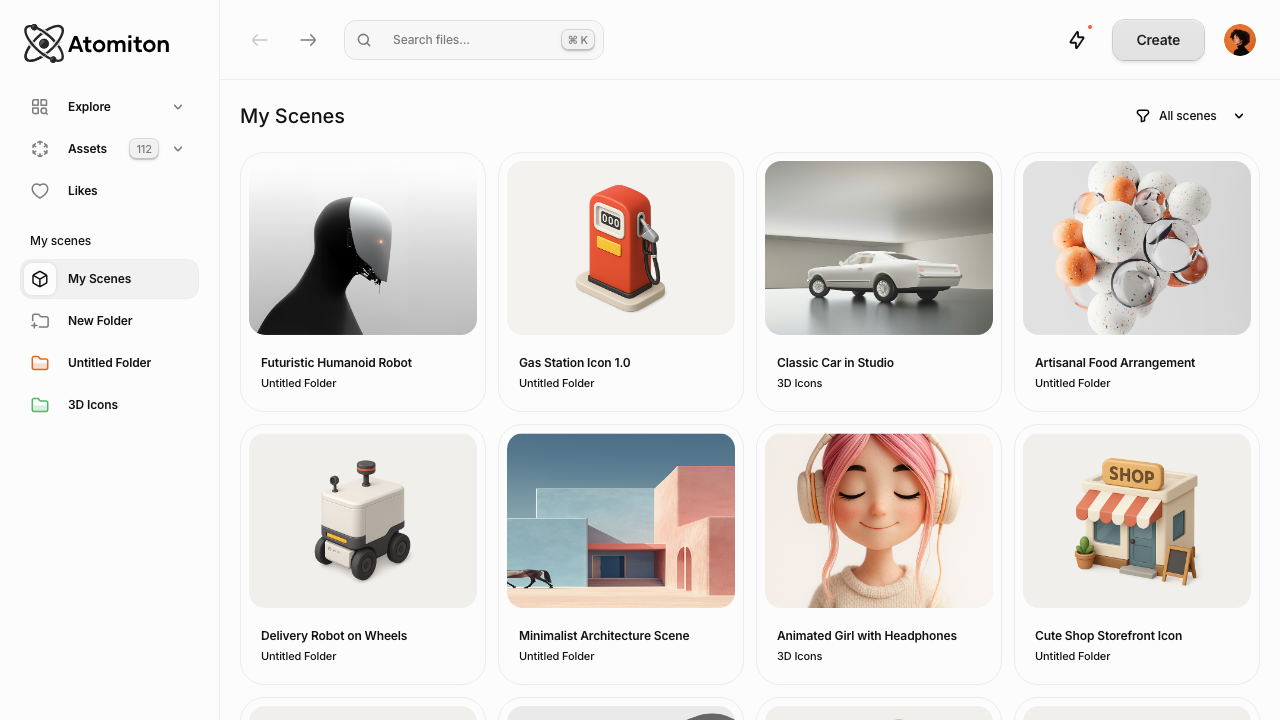 Atomiton
Search files...
⌘ K
Create
Explore
Assets
112
Likes
My scenes
My Scenes
New Folder
Untitled Folder
3D Icons
My Scenes
All scenes
000
Futuristic Humanoid Robot
Untitled Folder
Gas Station Icon 1.0
Untitled Folder
Classic Car in Studio
3D Icons
Artisanal Food Arrangement
Untitled Folder
SHOP
Delivery Robot on Wheels
Untitled Folder
Minimalist Architecture Scene
Untitled Folder
Animated Girl with Headphones
3D Icons
Cute Shop Storefront Icon
Untitled Folder